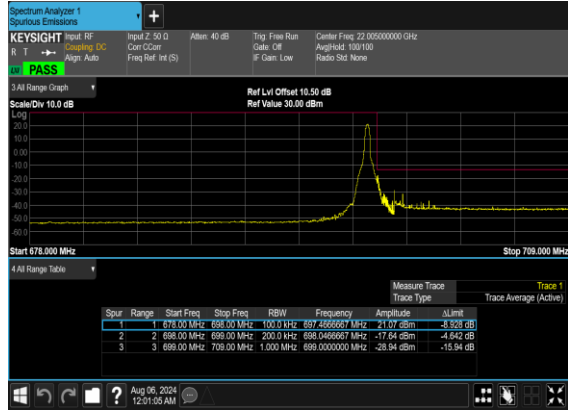 Spectrum Analyzer 1
Spurious Emissions
KEYSIGHT
R T
LU PASS
Input: RF
Coupling: DC
Align: Auto
Input Z: 50 Ω
Corr CCorr
Freq Ref: Int (S)
Atten: 40 dB
Trig: Free Run
Gate: Off
IF Gain: Low
Center Freq: 22.005000000 GHz
Avg|Hold: 100/100
Radio Std: None
3 All Range Graph
Scale/Div 10.0 dB
Ref Lvl Offset 10.50 dB
Ref Value 30.00 dBm
Log
20.0
10.0
0.00
-10.0
-20.0
-30.0
-40.0
-50.0
-60.0
Start 678.000 MHz
Stop 709.000 MHz
4 All Range Table
Measure Trace Trace 1
Trace Type Trace Average (Active)
Spur Range Start Freq Stop Freq RBW Frequency Amplitude ΔLimit
1 1 678.00 MHz 698.00 MHz 100.0 kHz 697.4666667 MHz 21.07 dBm -8.928 dB
2 2 698.00 MHz 699.00 MHz 200.0 kHz 698.0466667 MHz -17.64 dBm -4.642 dB
3 3 699.00 MHz 709.00 MHz 1.000 MHz 699.0000000 MHz -28.94 dBm -15.94 dB
?
Aug 06, 2024
12:01:05 AM